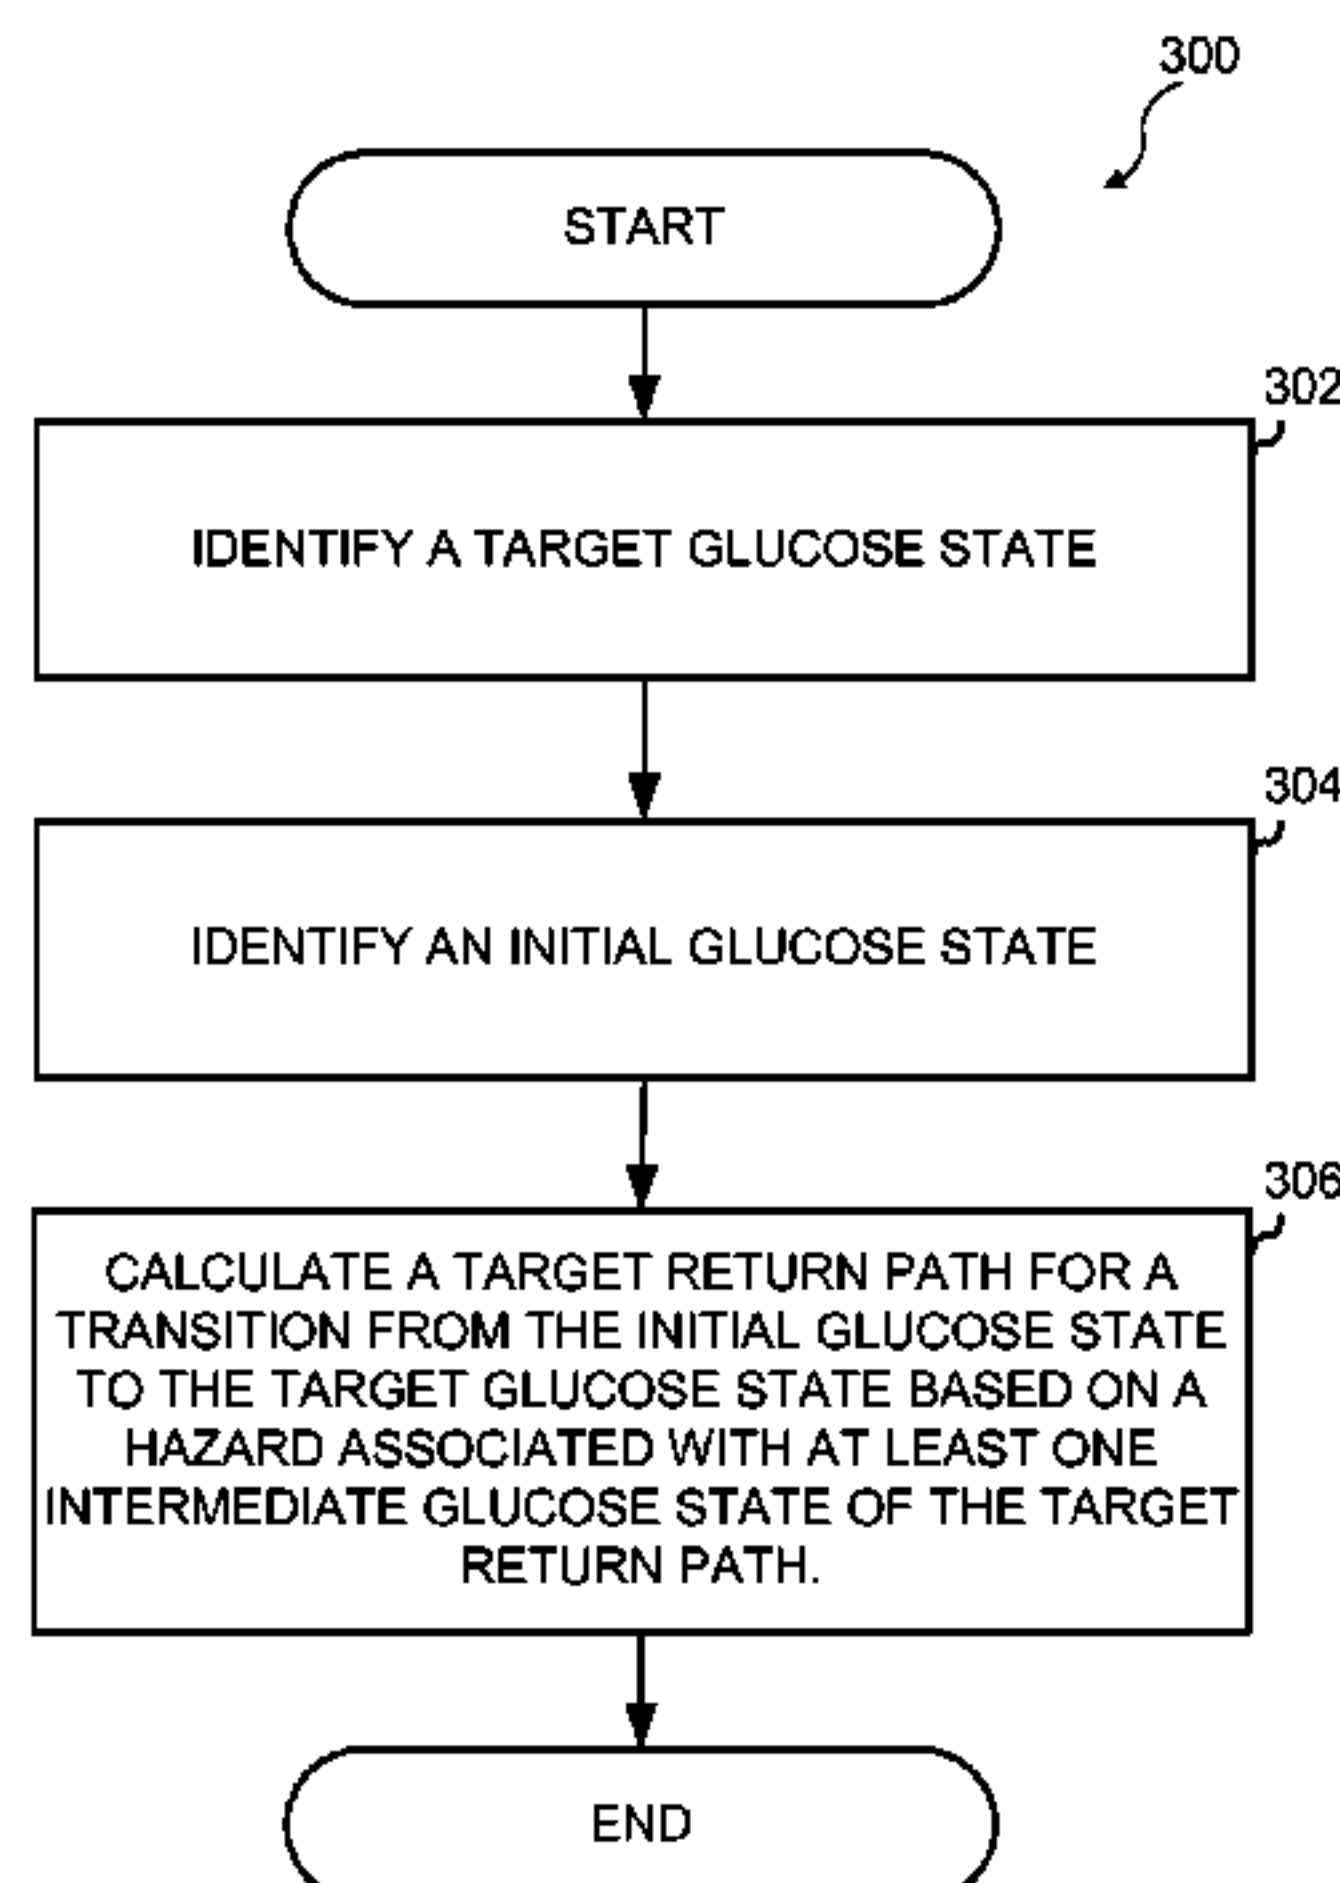 300
START
302
IDENTIFY A TARGET GLUCOSE STATE
304
IDENTIFY AN INITIAL GLUCOSE STATE
306
CALCULATE A TARGET RETURN PATH FOR A
TRANSITION FROM THE INITIAL GLUCOSE STATE
TO THE TARGET GLUCOSE STATE BASED ON A
HAZARD ASSOCIATED WITH AT LEAST ONE
INTERMEDIATE GLUCOSE STATE OF THE TARGET
RETURN PATH.
END